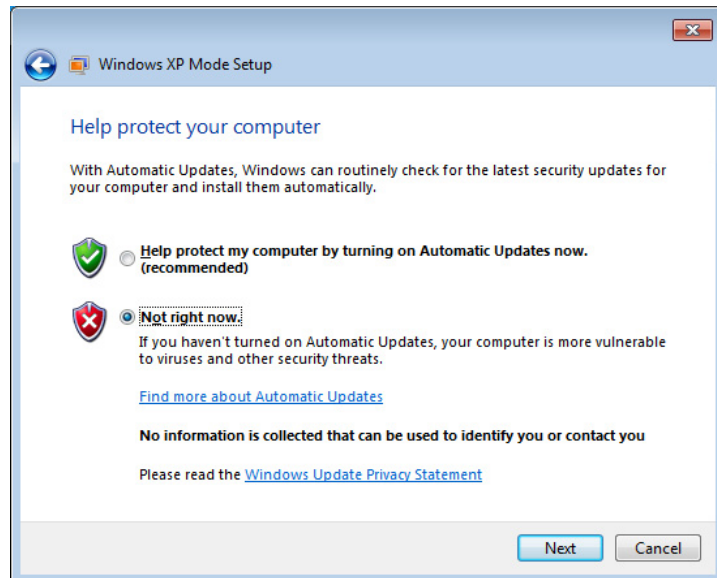 Windows XP Mode Setup
Help protect your computer
With Automatic Updates, Windows can routinely check for the latest security updates for
your computer and install them automatically.
Help protect my computer by turning on Automatic Updates now.
(recommended)
Not right now.
If you haven't turned on Automatic Updates, your computer is more vulnerable
to viruses and other security threats.
Find more about Automatic Updates
No information is collected that can be used to identify you or contact you
Please read the Windows Update Privacy Statement
Next Cancel